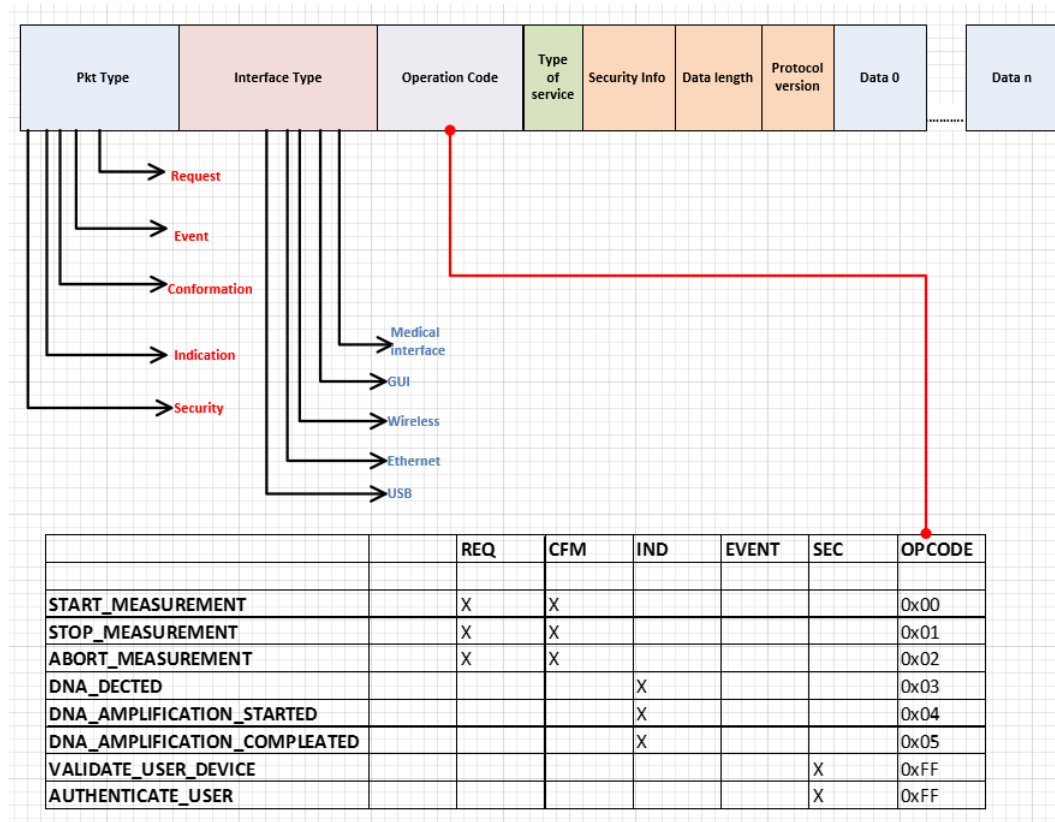 Pkt Type
Interface Type
Operation Code
Type
of
service
Security Info
Data length
Protocol
version
Data 0
...........
Data n
Request
Event
Conformation
Indication
Security
Medical
interface
GUI
Wireless
Ethernet
USB
REQ CFM IND EVENT SEC OPCODE
START_MEASUREMENT X X 0x00
STOP_MEASUREMENT X X 0x01
ABORT_MEASUREMENT X X 0x02
DNA_DECTED X 0x03
DNA_AMPLIFICATION_STARTED X 0x04
DNA_AMPLIFICATION_COMPLEATED X 0x05
VALIDATE_USER_DEVICE X 0xFF
AUTHENTICATE_USER X 0xFF